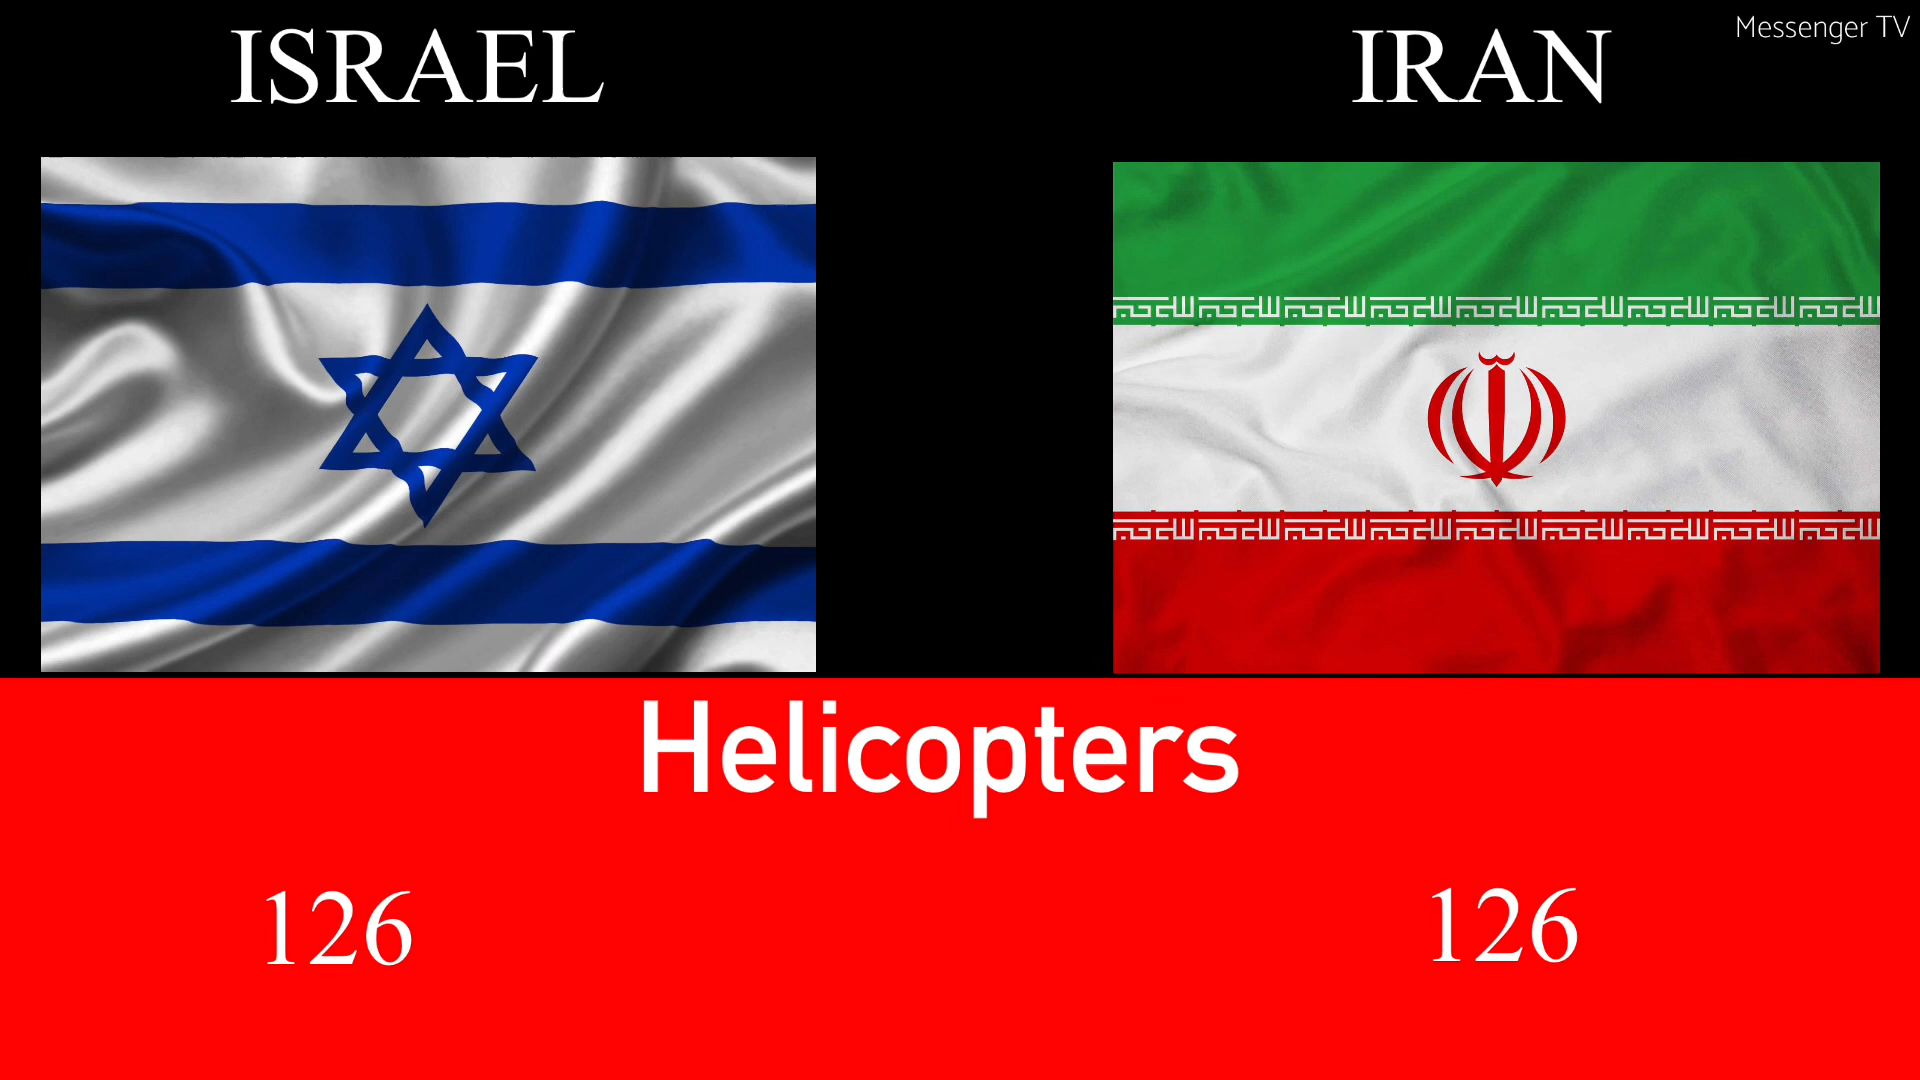 ISRAEL
IRAN
Messenger TV
Helicopters
126
126